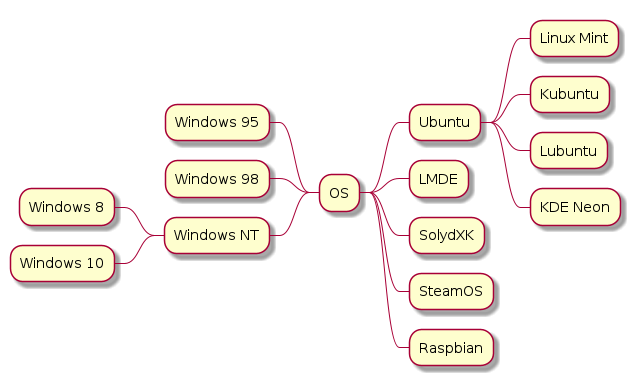 Linux Mint
Kubuntu
Windows 95
Ubuntu
Lubuntu
Windows 98
LMDE
OS
Windows 8
KDE Neon
Windows NT
SolydXK
Windows 10
SteamOS
Raspbian